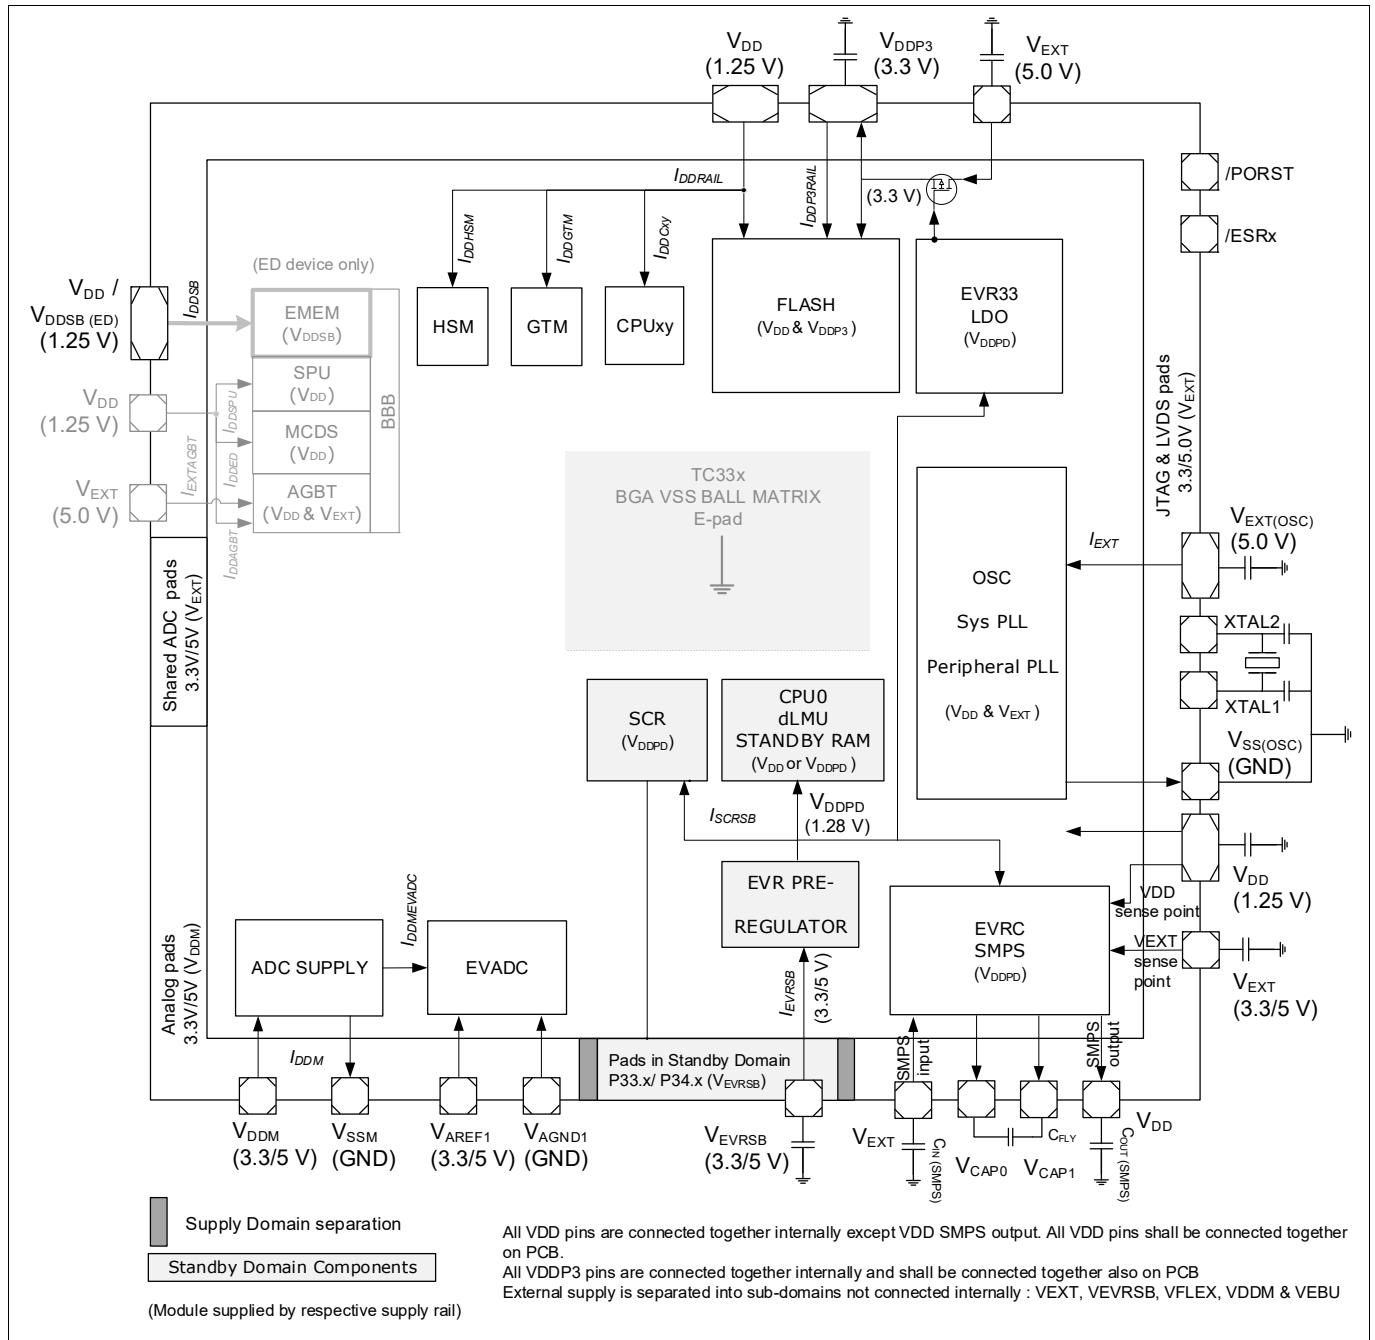 VDD
(1.25 V)
VDDP3
(3.3 V)
VEXT
(5.0 V)
/PORST
/ESRx
IDDRAIL
IDDP3RAIL
(3.3 V)
IDDHSM
IDDGTM
IDDCxy
(ED device only)
VDD /
VDDSB (ED)
(1.25 V)
IDDSB
EMEM
(VDDSB)
HSM
GTM
CPUxy
FLASH
(VDD & VDDP3)
EVR33
LDO
(VDDPD)
JTAG & LVDS pads
3.3/5.0V (VEXT)
VDD
(1.25 V)
IDDSPU
SPU
(VDD)
BBB
IDDED
MCDS
(VDD)
IEXTAGBT
VEXT
(5.0 V)
AGBT
(VDD & VEXT)
IDDAGBT
TC33x
BGA VSS BALL MATRIX
E-pad
Shared ADC pads
3.3V/5V (VEXT)
IEXT
VEXT(OSC)
(5.0 V)
OSC
Sys PLL
Peripheral PLL
(VDD & VEXT)
XTAL2
XTAL1
VSS(OSC)
(GND)
SCR
(VDDPD)
CPU0
dLMU
STANDBY RAM
(VDD or VDDPD)
ISCRSB
VDDPD
(1.28 V)
EVR PRE-
REGULATOR
IEVRSB
(3.3/5 V)
EVRC
SMPS
(VDDPD)
VDD
sense point
VDD
(1.25 V)
VEXT
sense
point
VEXT
(3.3/5 V)
Analog pads
3.3V/5V (VDDM)
ADC SUPPLY
IDDMEVADC
EVADC
IDDM
Pads in Standby Domain
P33.x/ P34.x (VEVRSB)
SMPS
input
SMPS
output
VDDM
(3.3/5 V)
VSSM
(GND)
VAREF1
(3.3/5 V)
VAGND1
(GND)
VEVRSB
(3.3/5 V)
VEXT
CIN (SMPS)
VCAP0
CFLY
VCAP1
COUT (SMPS)
VDD
Supply Domain separation
Standby Domain Components
(Module supplied by respective supply rail)
All VDD pins are connected together internally except VDD SMPS output. All VDD pins shall be connected together
on PCB.
All VDDP3 pins are connected together internally and shall be connected together also on PCB
External supply is separated into sub-domains not connected internally : VEXT, VEVRSB, VFLEX, VDDM & VEBU